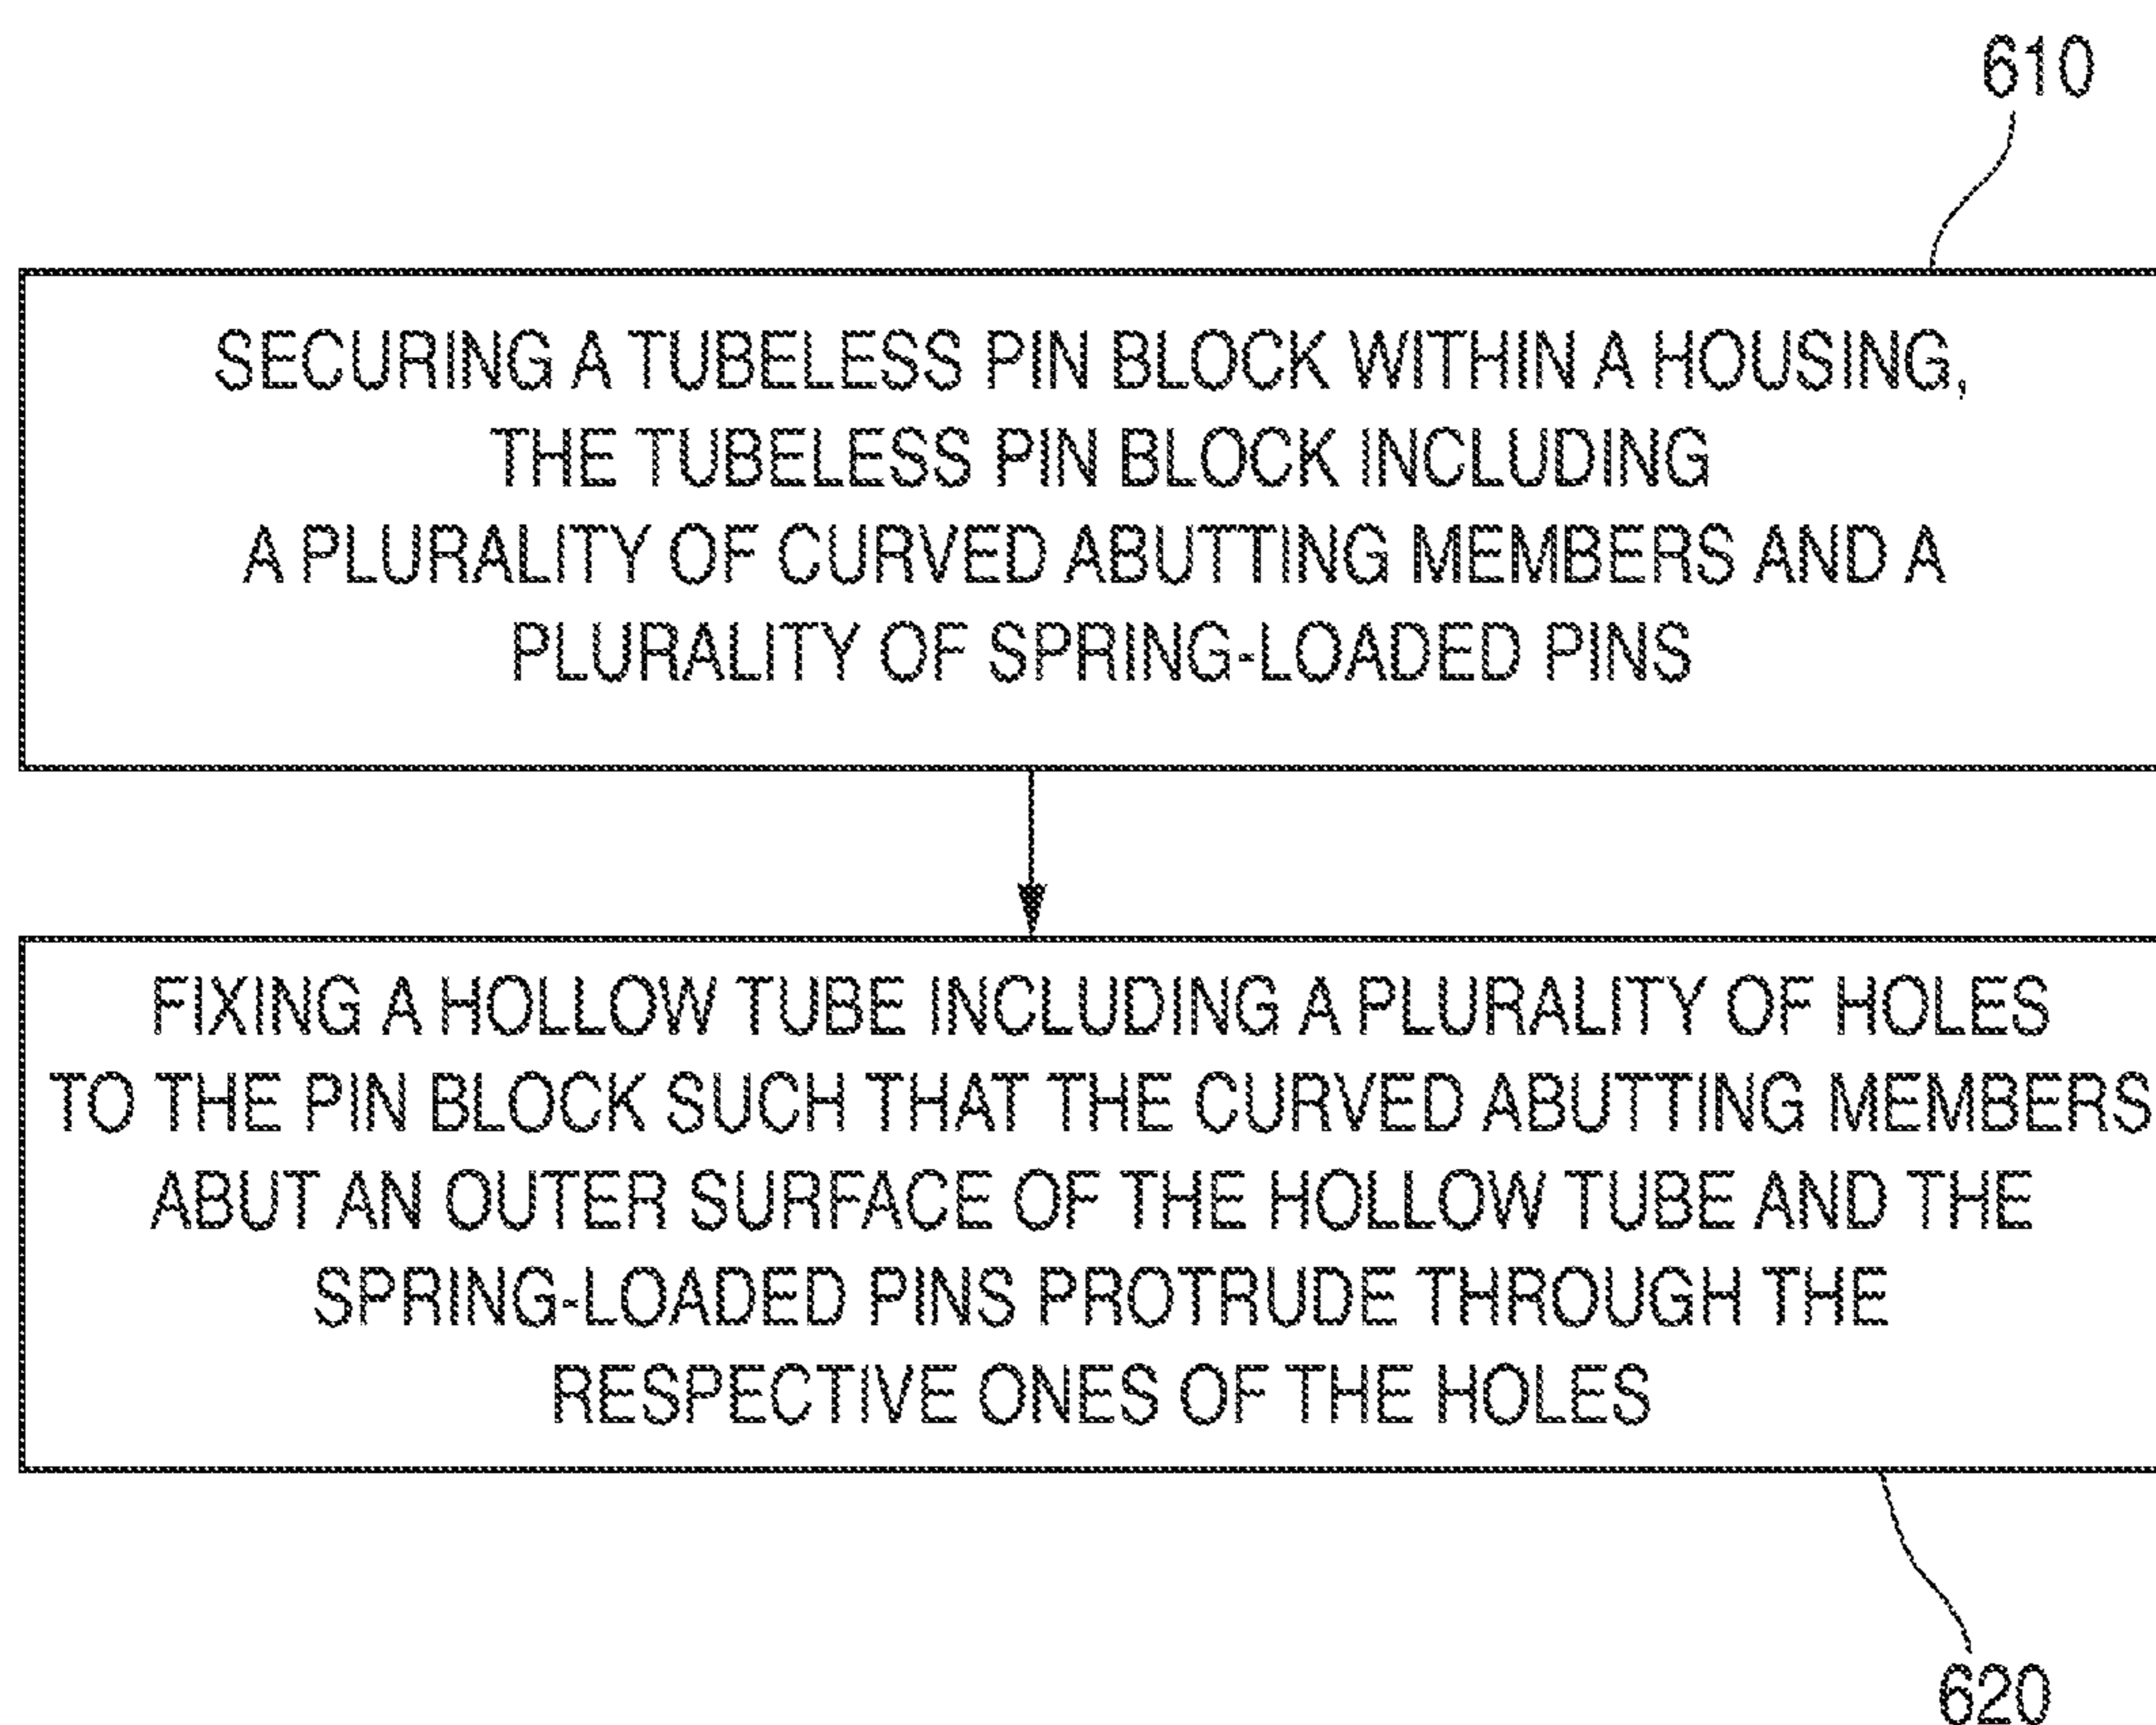 610
SECURING A TUBELESS PIN BLOCK WITHIN A HOUSING,
THE TUBELESS PIN BLOCK INCLUDING
A PLURALITY OF CURVED ABUTTING MEMBERS AND A
PLURALITY OF SPRING-LOADED PINS
FIXING A HOLLOW TUBE INCLUDING A PLURALITY OF HOLES
TO THE PIN BLOCK SUCH THAT THE CURVED ABUTTING MEMBERS
ABUT AN OUTER SURFACE OF THE HOLLOW TUBE AND THE
SPRING-LOADED PINS PROTRUDE THROUGH THE
RESPECTIVE ONES OF THE HOLES
620